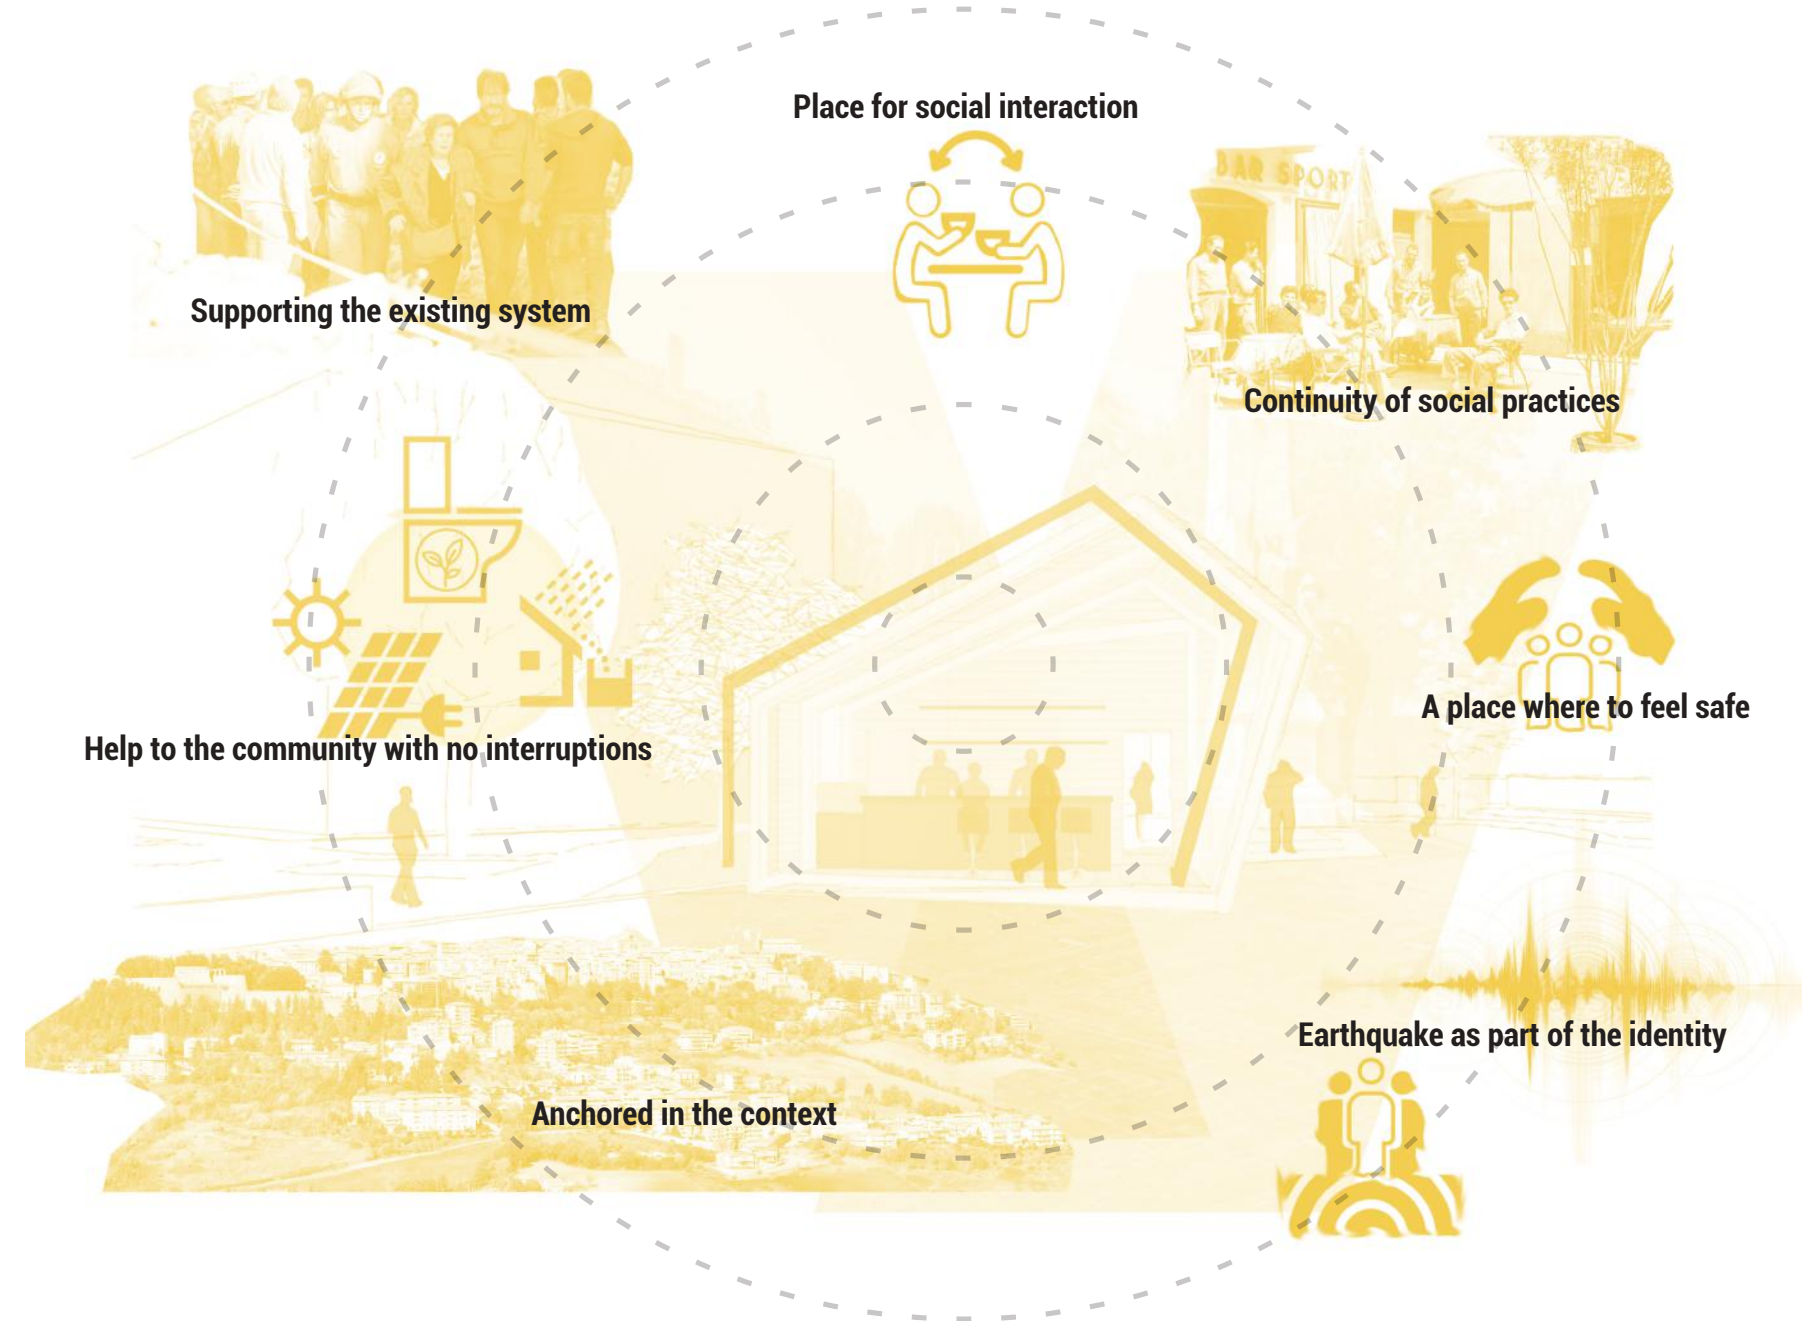 Place for social interaction
BAR SPORT
Supporting the existing system
Continuity of social practices
A place where to feel safe
Help to the community with no interruptions
Earthquake as part of the identity
Anchored in the context